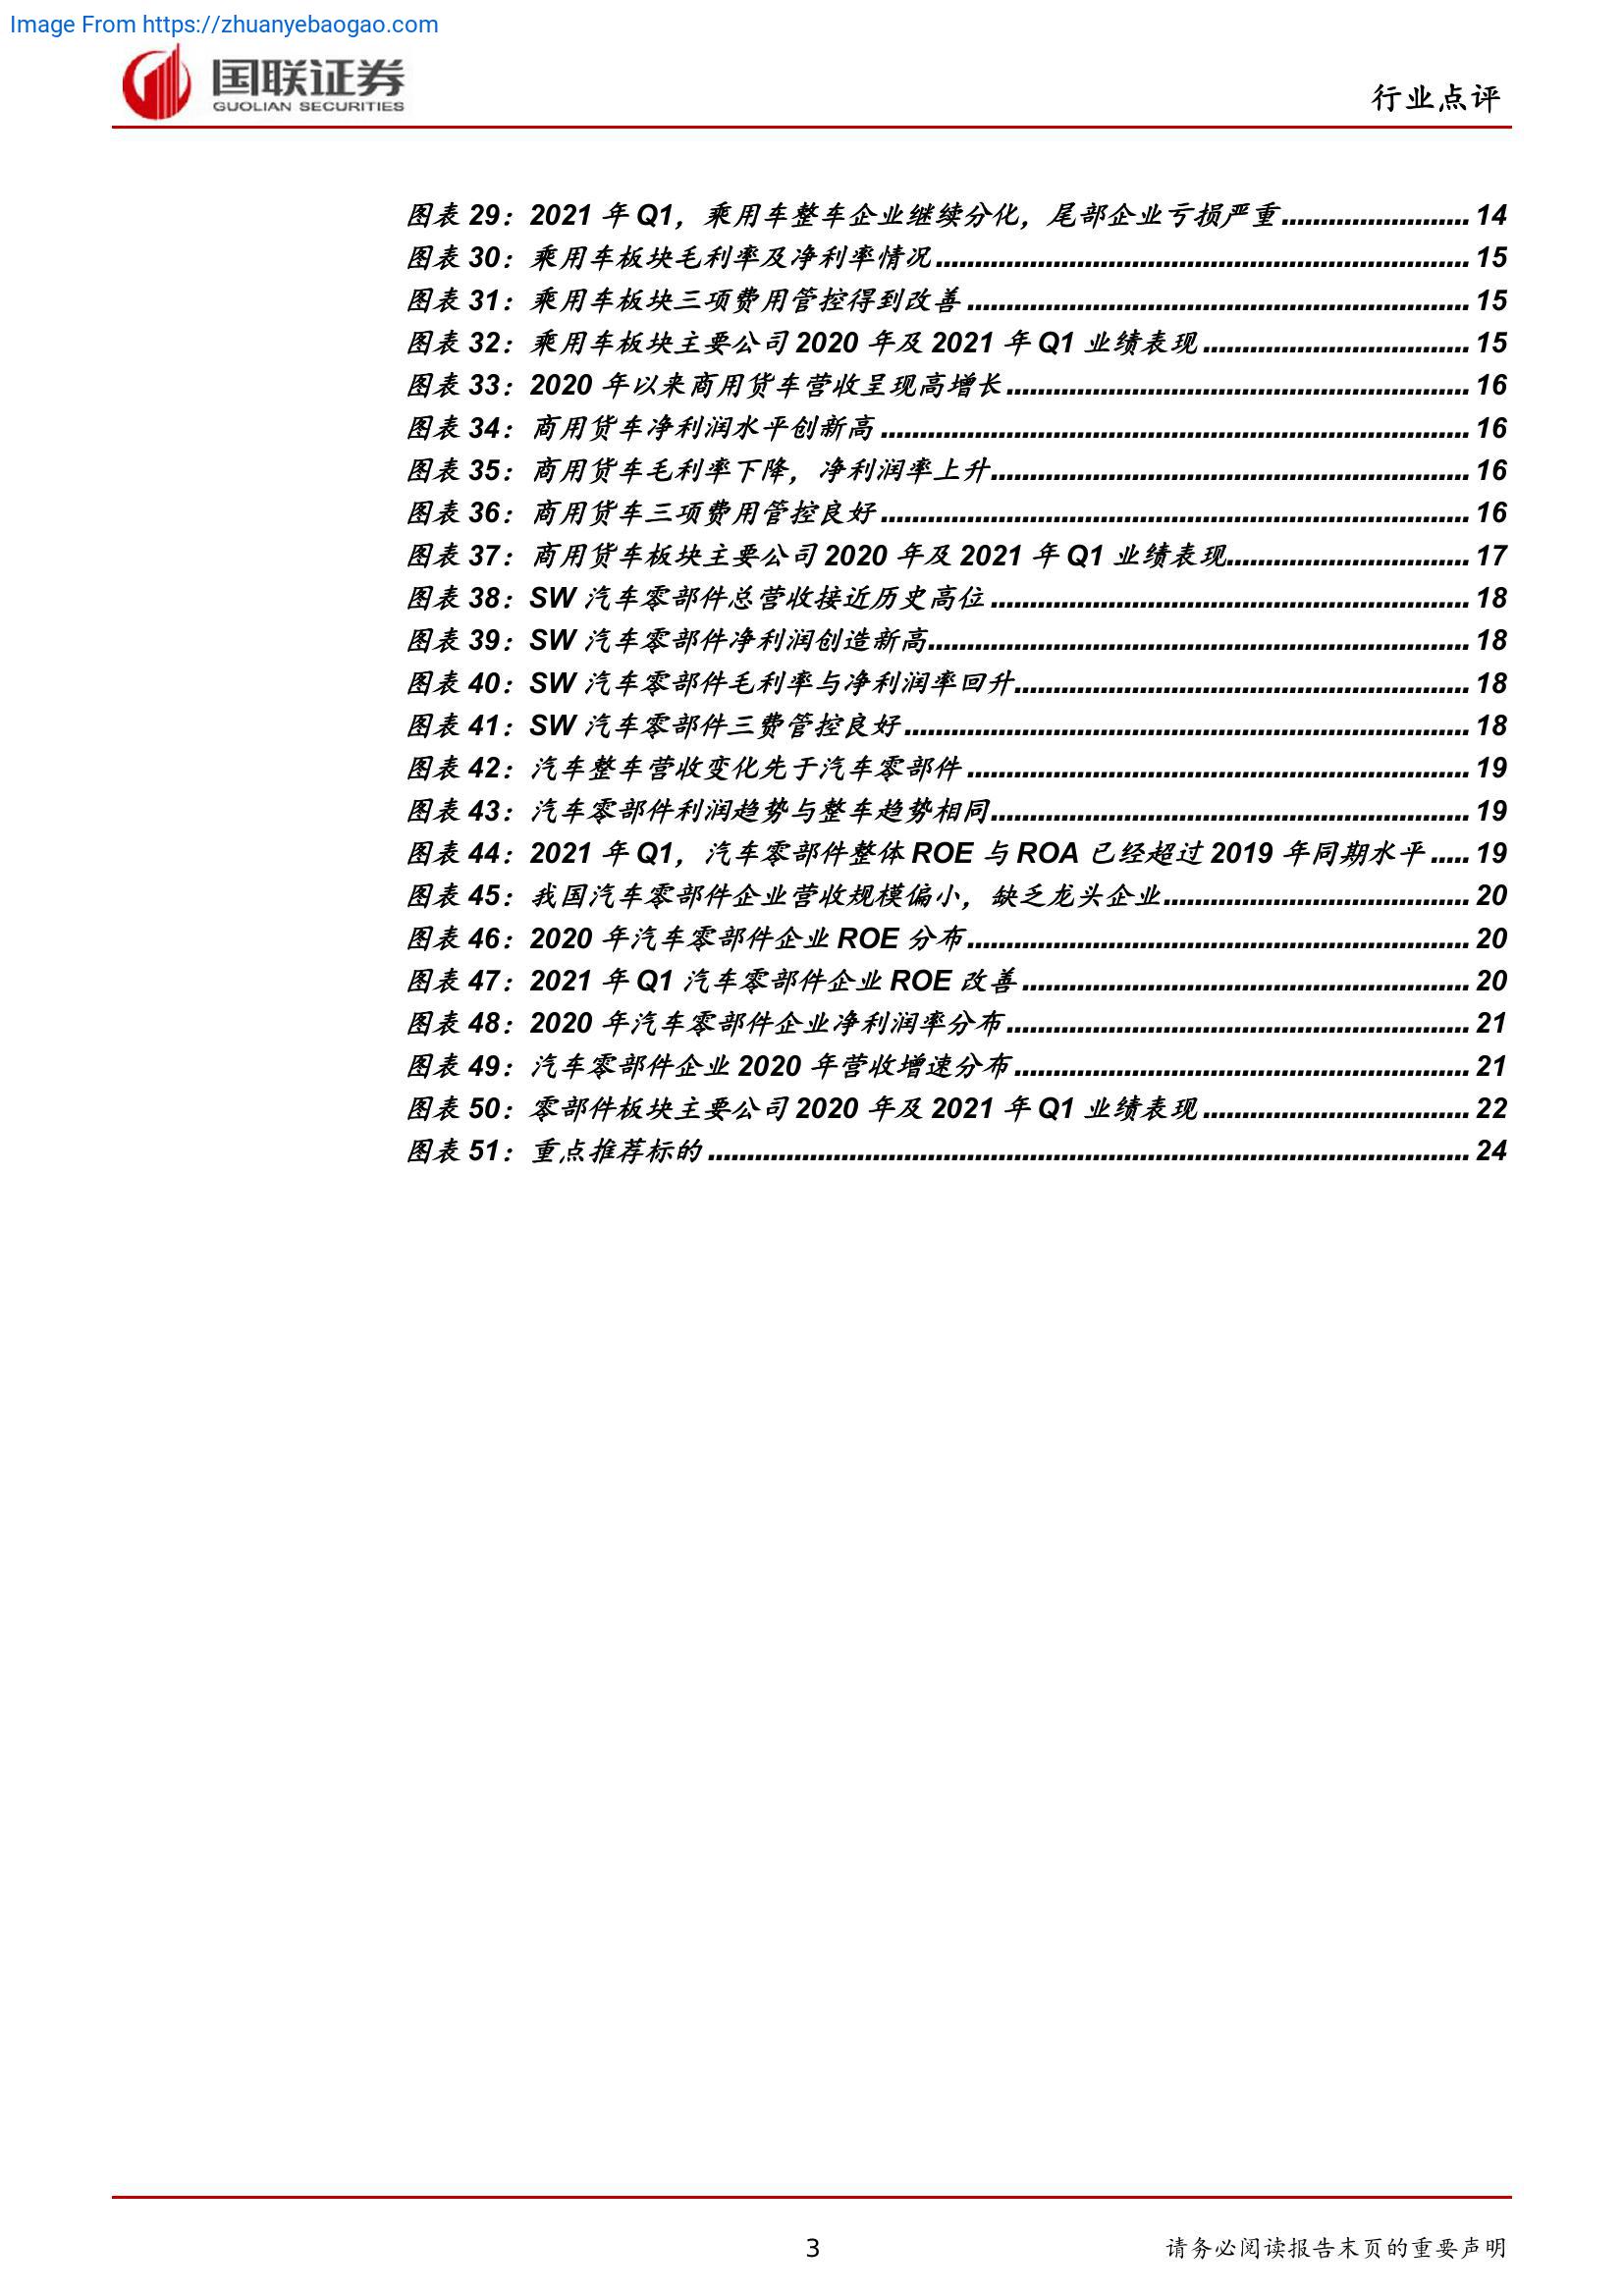 Image From https://zhuanyebaogao.com
国联证券
GUOLIAN SECURITIES
行业点评
图表 29：2021 年 Q1，乘用车整车企业继续分化，尾部企业亏损严重........................ 14
图表 30：乘用车板块毛利率及净利率情况.................................................................... 15
图表 31：乘用车板块三项费用管控得到改善................................................................ 15
图表 32：乘用车板块主要公司 2020 年及 2021 年 Q1 业绩表现.................................. 15
图表 33：2020 年以来商用货车营收呈现高增长........................................................... 16
图表 34：商用货车净利润水平创新高........................................................................... 16
图表 35：商用货车毛利率下降，净利润率上升............................................................. 16
图表 36：商用货车三项费用管控良好........................................................................... 16
图表 37：商用货车板块主要公司 2020 年及 2021 年 Q1 业绩表现............................... 17
图表 38：SW 汽车零部件总营收接近历史高位............................................................. 18
图表 39：SW 汽车零部件净利润创造新高..................................................................... 18
图表 40：SW 汽车零部件毛利率与净利润率回升.......................................................... 18
图表 41：SW 汽车零部件三费管控良好........................................................................ 18
图表 42：汽车整车营收变化先于汽车零部件................................................................ 19
图表 43：汽车零部件利润趋势与整车趋势相同............................................................. 19
图表 44：2021 年 Q1，汽车零部件整体 ROE 与 ROA 已经超过 2019 年同期水平..... 19
图表 45：我国汽车零部件企业营收规模偏小，缺乏龙头企业....................................... 20
图表 46：2020 年汽车零部件企业 ROE 分布................................................................ 20
图表 47：2021 年 Q1 汽车零部件企业 ROE 改善......................................................... 20
图表 48：2020 年汽车零部件企业净利润率分布........................................................... 21
图表 49：汽车零部件企业 2020 年营收增速分布.......................................................... 21
图表 50：零部件板块主要公司 2020 年及 2021 年 Q1 业绩表现.................................. 22
图表 51：重点推荐标的................................................................................................. 24
3
请务必阅读报告末页的重要声明